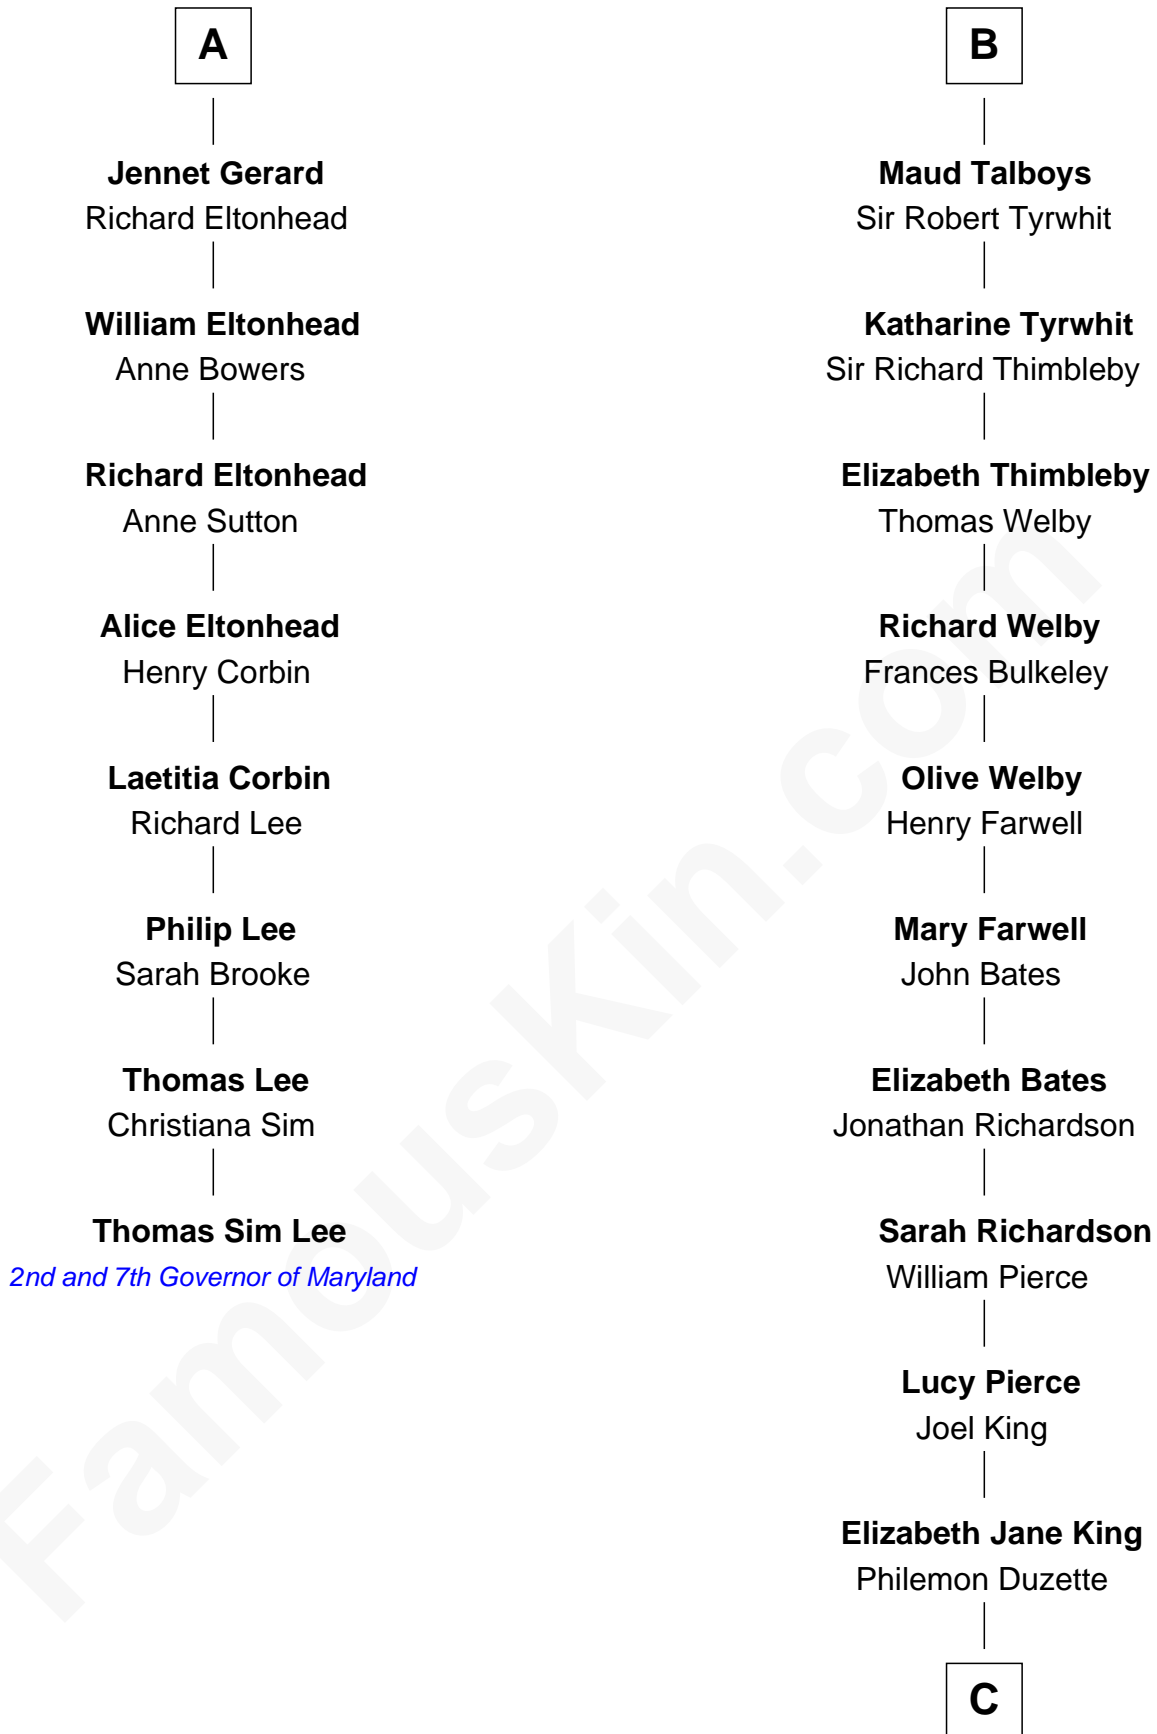 A
Jennet Gerard
Richard Eltonhead
William Eltonhead
Anne Bowers
Richard Eltonhead
Anne Sutton
Alice Eltonhead
Henry Corbin
Laetitia Corbin
Richard Lee
Philip Lee
Sarah Brooke
Thomas Lee
Christiana Sim
Thomas Sim Lee
2nd and 7th Governor of Maryland
B
Maud Talboys
Sir Robert Tyrwhit
Katharine Tyrwhit
Sir Richard Thimbleby
Elizabeth Thimbleby
Thomas Welby
Richard Welby
Frances Bulkeley
Olive Welby
Henry Farwell
Mary Farwell
John Bates
Elizabeth Bates
Jonathan Richardson
Sarah Richardson
William Pierce
Lucy Pierce
Joel King
Elizabeth Jane King
Philemon Duzette
C
FamousKin.com